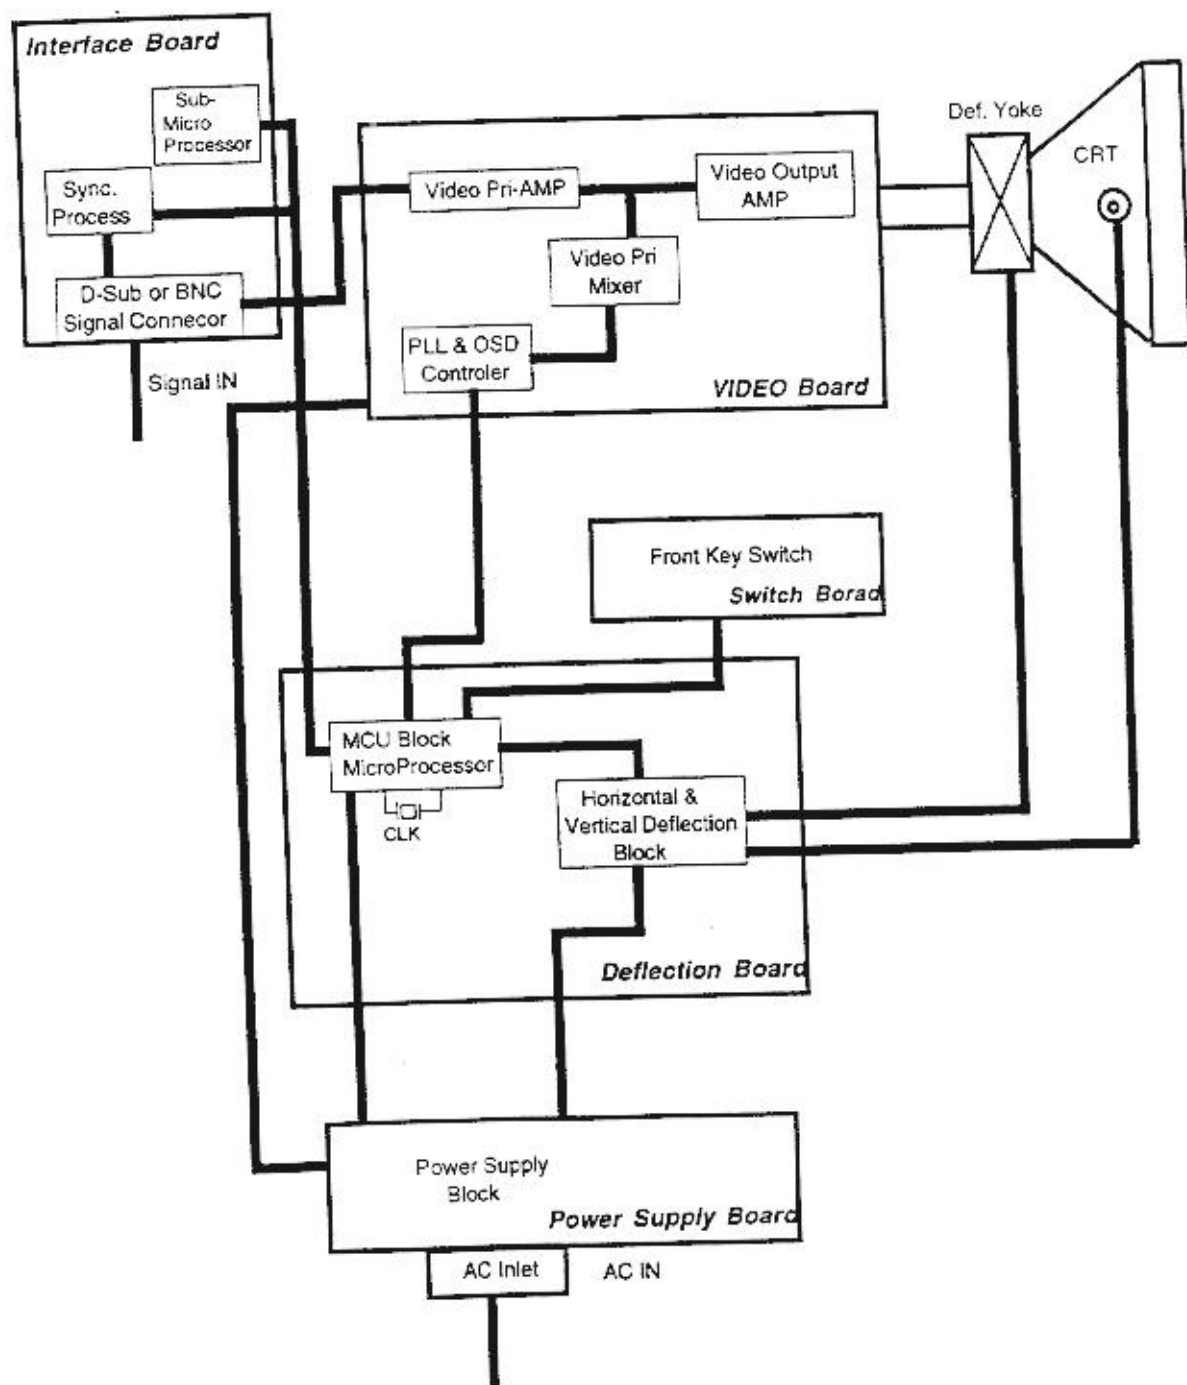 Interface Board
Sub-
Micro
Processor
Sync.
Process
D-Sub or BNC
Signal Connecor
Signal IN
Video Pri-AMP
Video Output
AMP
Video Pri
Mixer
PLL & OSD
Controler
VIDEO Board
Def. Yoke
CRT
Front Key Switch
Switch Borad
MCU Block
MicroProcessor
CLK
Horizontal &
Vertical Deflection
Block
Deflection Board
Power Supply
Block
Power Supply Board
AC Inlet
AC IN